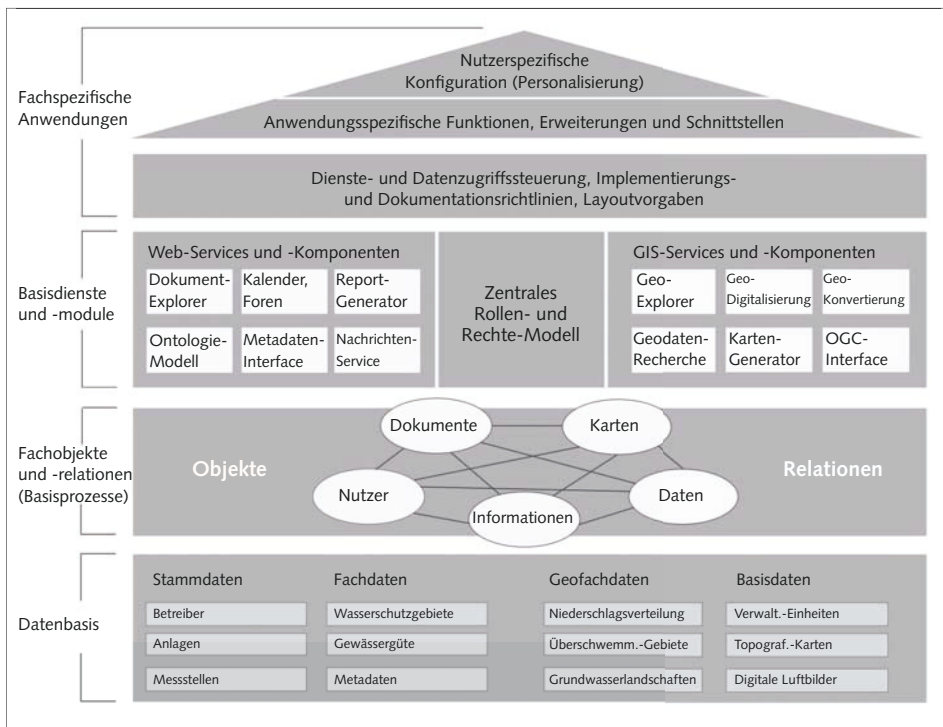 Fachspezifische
Anwendungen
Nutzerspezifische
Konfiguration (Personalisierung)
Anwendungsspezifische Funktionen, Erweiterungen und Schnittstellen
Dienste- und Datenzugriffssteuerung, Implementierungs-
und Dokumentationsrichtlinien, Layoutvorgaben
Basisdienste
und -module
Web-Services und -Komponenten
Dokument-
Explorer
Kalender,
Foren
Report-
Generator
Ontologie-
Modell
Metadaten-
Interface
Nachrichten-
Service
Zentrales
Rollen- und
Rechte-Modell
GIS-Services und -Komponenten
Geo-
Explorer
Geo-
Digitalisierung
Geo-
Konvertierung
Geodaten-
Recherche
Karten-
Generator
OGC-
Interface
Fachobjekte
und -relationen
(Basisprozesse)
Objekte
Dokumente
Karten
Nutzer
Daten
Informationen
Relationen
Datenbasis
Stammdaten
Betreiber
Anlagen
Messstellen
Fachdaten
Wasserschutzgebiete
Gewässergüte
Metadaten
Geofachdaten
Niederschlagsverteilung
Überschwemm.-Gebiete
Grundwasserlandschaften
Basisdaten
Verwalt.-Einheiten
Topograf.-Karten
Digitale Luftbilder